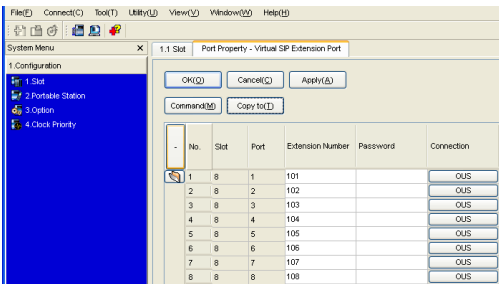 File(F) Connect(C) Tool(T) Utility(U) View(V) Window(W) Help(H)
System Menu X
1.Configuration
1.Slot
2.Portable Station
3.Option
4.Clock Priority
1.1 Slot Port Property - Virtual SIP Extension Port
OK(O) Cancel(C) Apply(A)
Command(M) Copy to(T)
- No. Slot Port Extension Number Password Connection
1 8 1 101 OUS
2 8 2 102 OUS
3 8 3 103 OUS
4 8 4 104 OUS
5 8 5 105 OUS
6 8 6 106 OUS
7 8 7 107 OUS
8 8 8 108 OUS